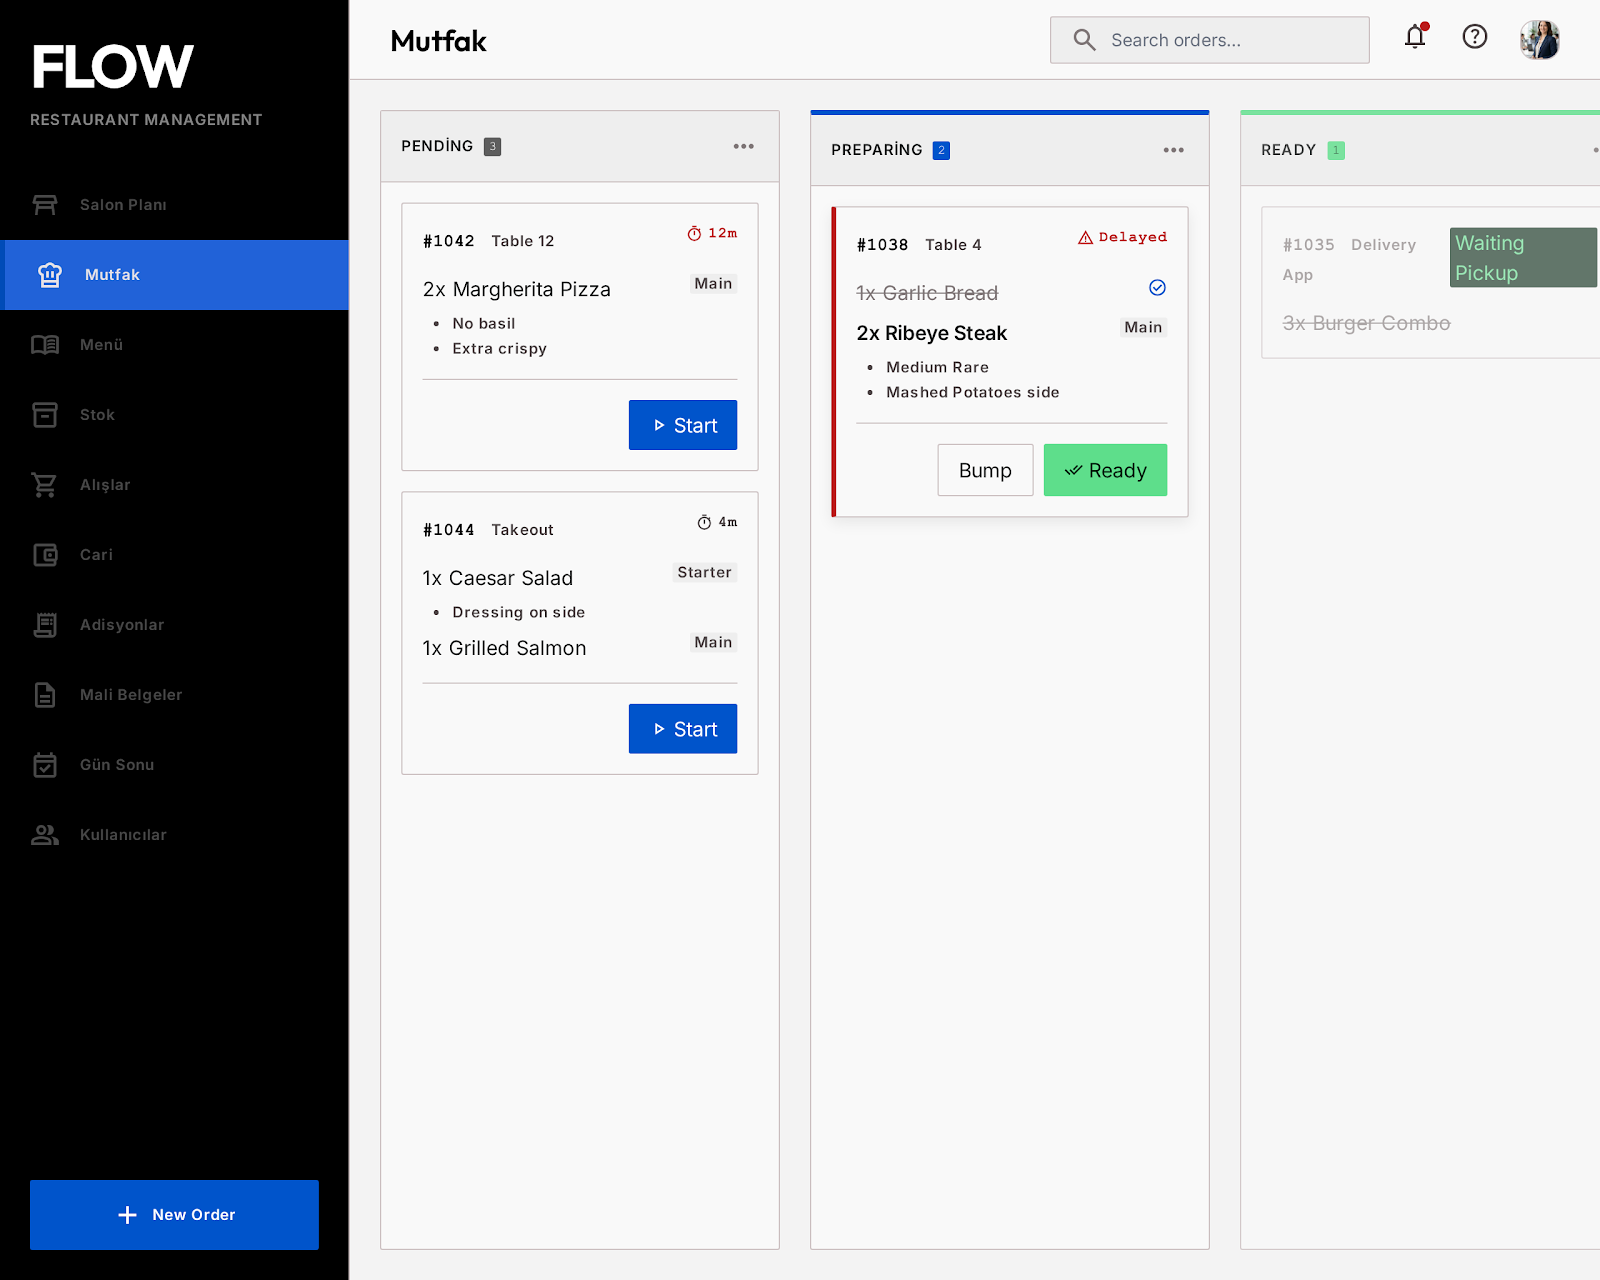 FLOW
RESTAURANT MANAGEMENT
Salon Planı
Mutfak
Menü
Stok
Alışlar
Cari
Adisyonlar
Mali Belgeler
Gün Sonu
Kullanıcılar
New Order
Mutfak
Search orders...
PENDİNG 3
#1042 Table 12
12m
2x Margherita Pizza
Main
• No basil
• Extra crispy
Start
#1044 Takeout
4m
1x Caesar Salad
Starter
• Dressing on side
1x Grilled Salmon
Main
Start
PREPARİNG 2
#1038 Table 4
Delayed
1x Garlic Bread
2x Ribeye Steak
Main
• Medium Rare
• Mashed Potatoes side
Bump
Ready
READY 1
#1035 Delivery
App
Waiting
Pickup
3x Burger Combo